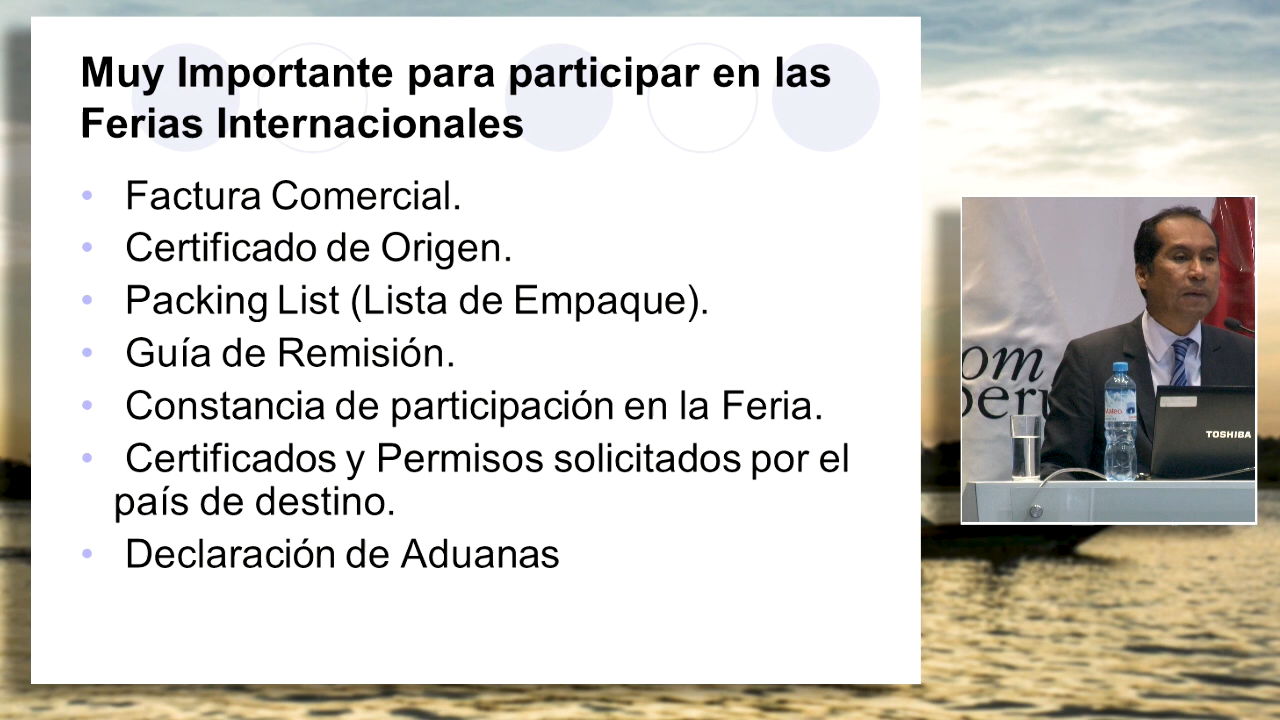 Muy Importante para participar en las
Ferias Internacionales
• Factura Comercial.
• Certificado de Origen.
• Packing List (Lista de Empaque).
• Guía de Remisión.
• Constancia de participación en la Feria.
• Certificados y Permisos solicitados por el
país de destino.
• Declaración de Aduanas
om
perú
TOSHIBA